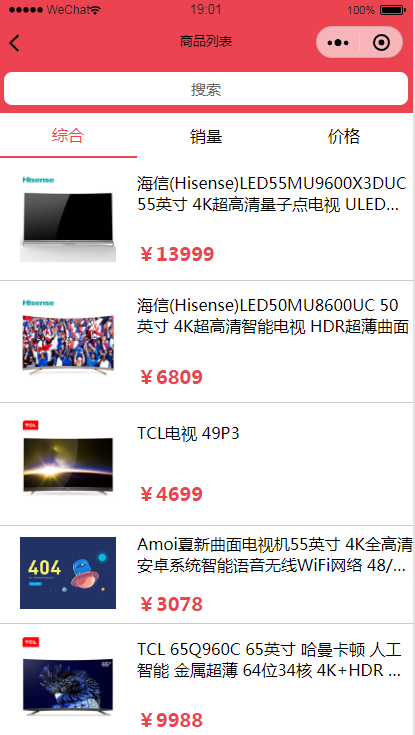 WeChat 19:01 100%
商品列表
搜索
综合 销量 价格
Hisense
海信(Hisense)LED55MU9600X3DUC
55英寸 4K超高清量子点电视 ULED...
￥13999
Hisense
海信(Hisense)LED50MU8600UC 50
英寸 4K超高清智能电视 HDR超薄曲面
￥6809
TCL
TCL电视 49P3
￥4699
404
Amoi夏新曲面电视机55英寸 4K全高清
安卓系统智能语音无线WiFi网络 48/...
￥3078
TCL
65"
TCL 65Q960C 65英寸 哈曼卡顿 人工
智能 金属超薄 64位34核 4K+HDR ...
￥9988